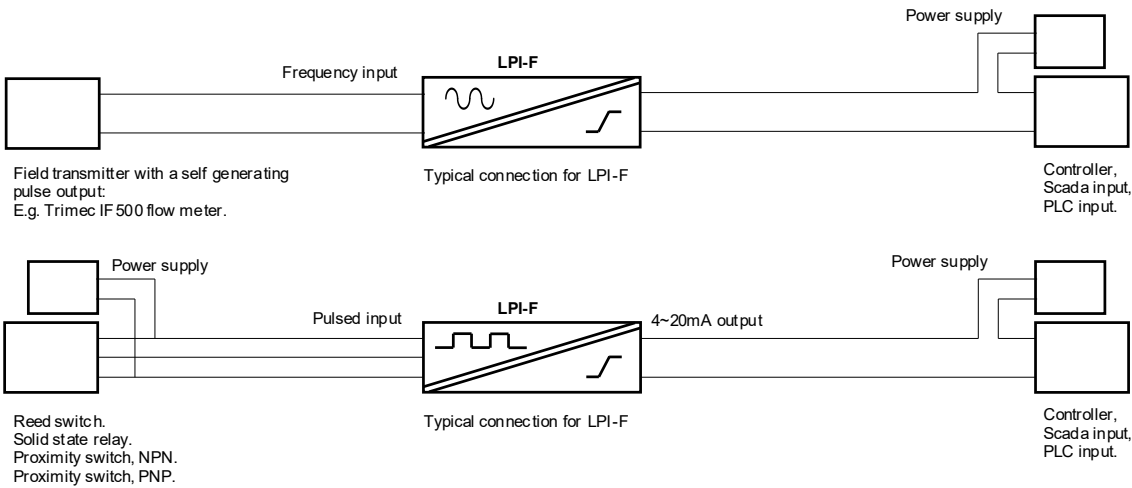 Power supply
LPI-F
Frequency input
Field transmitter with a self generating
pulse output:
E.g. Trimec IF500 flow meter.
Typical connection for LPI-F
Controller,
Scada input,
PLC input.
Power supply
Power supply
LPI-F
Pulsed input
4~20mA output
Reed switch.
Solid state relay.
Proximity switch, NPN.
Proximity switch, PNP.
Typical connection for LPI-F
Controller,
Scada input,
PLC input.